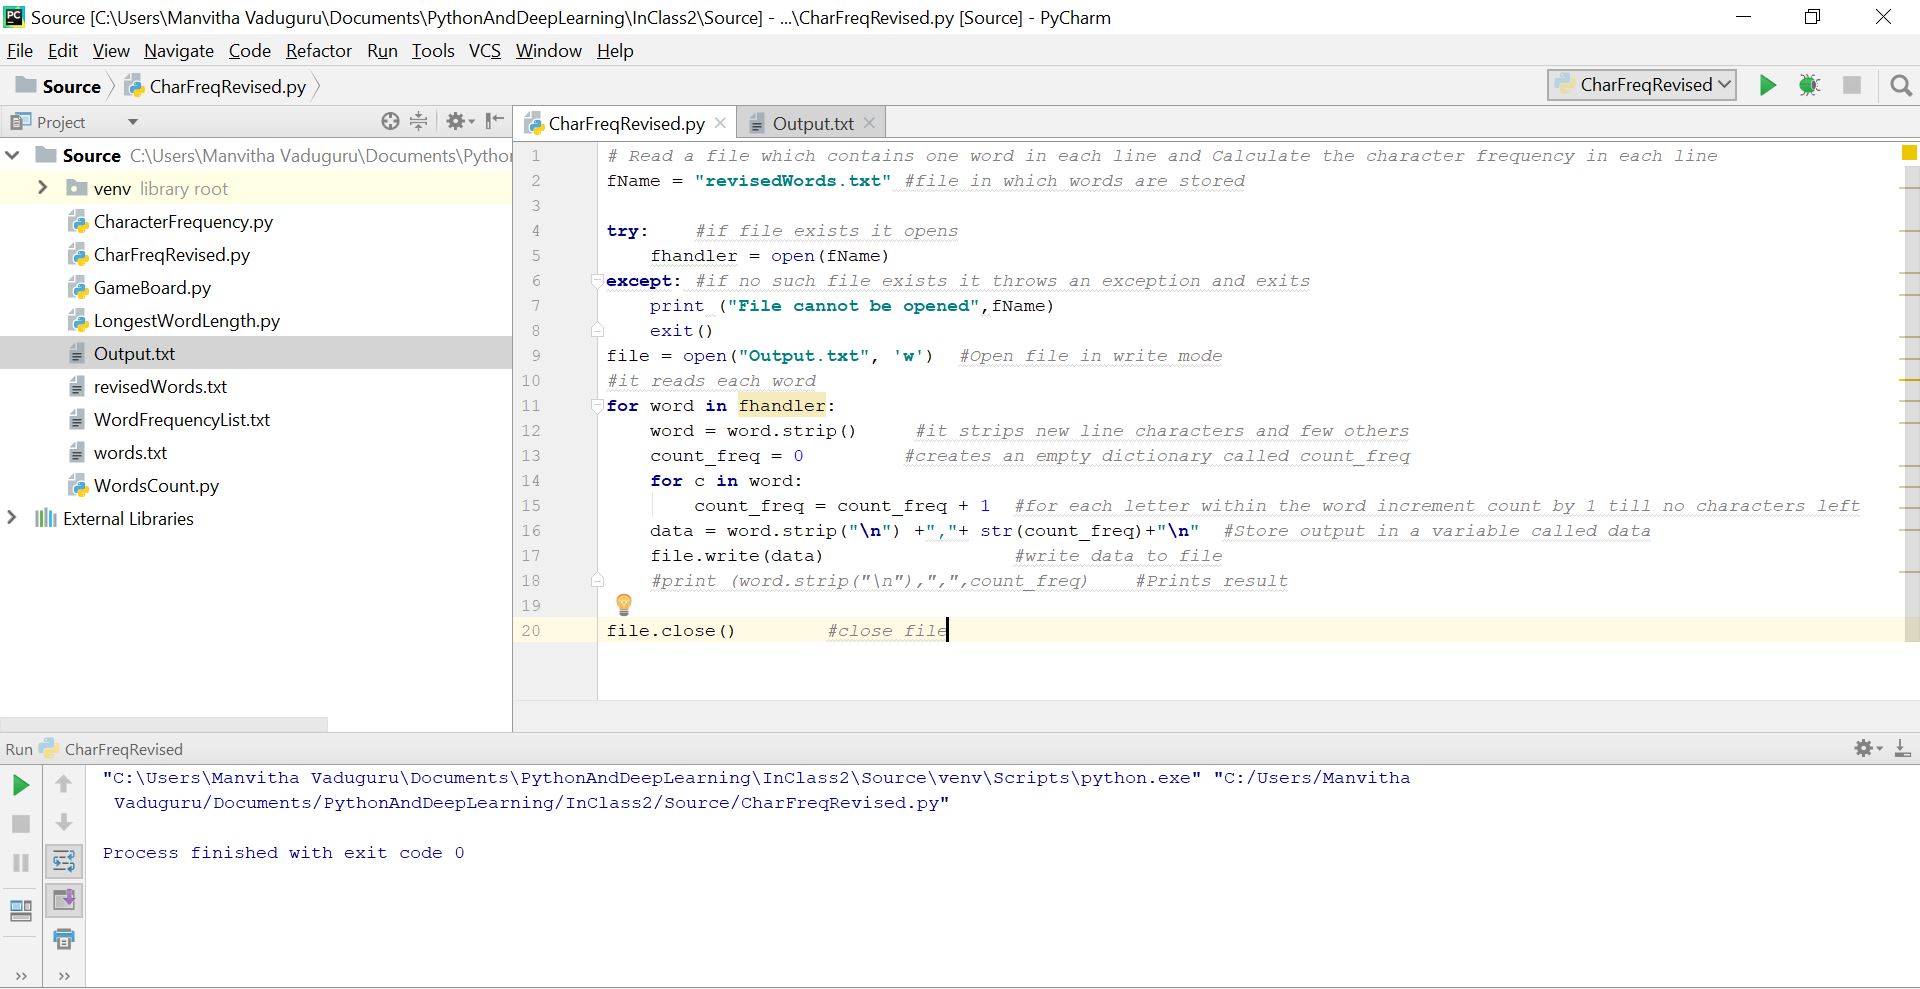 Source [C:\Users\Manvitha Vaduguru\Documents\PythonAndDeepLearning\InClass2\Source] - ...\CharFreqRevised.py [Source] - PyCharm
File Edit View Navigate Code Refactor Run Tools VCS Window Help
Source CharFreqRevised.py CharFreqRevised
Project
CharFreqRevised.py Output.txt
Source C:\Users\Manvitha Vaduguru\Documents\Pytho
venv library root
CharacterFrequency.py
CharFreqRevised.py
GameBoard.py
LongestWordLength.py
Output.txt
revisedWords.txt
WordFrequencyList.txt
words.txt
WordsCount.py
External Libraries
1 # Read a file which contains one word in each line and Calculate the character frequency in each line
2 fName = "revisedWords.txt" #file in which words are stored
3
4 try: #if file exists it opens
5 fhandler = open(fName)
6 except: #if no such file exists it throws an exception and exits
7 print ("File cannot be opened",fName)
8 exit()
9 file = open("Output.txt", 'w') #Open file in write mode
10 #it reads each word
11 for word in fhandler:
12 word = word.strip() #it strips new line characters and few others
13 count_freq = 0 #creates an empty dictionary called count_freq
14 for c in word:
15 count_freq = count_freq + 1 #for each letter within the word increment count by 1 till no characters left
16 data = word.strip("\n") +","+ str(count_freq)+"\n" #Store output in a variable called data
17 file.write(data) #write data to file
18 #print (word.strip("\n"),",",count_freq) #Prints result
19
20 file.close() #close file
Run CharFreqRevised
"C:\Users\Manvitha Vaduguru\Documents\PythonAndDeepLearning\InClass2\Source\venv\Scripts\python.exe" "C:/Users/Manvitha
Vaduguru/Documents/PythonAndDeepLearning/InClass2/Source/CharFreqRevised.py"
Process finished with exit code 0